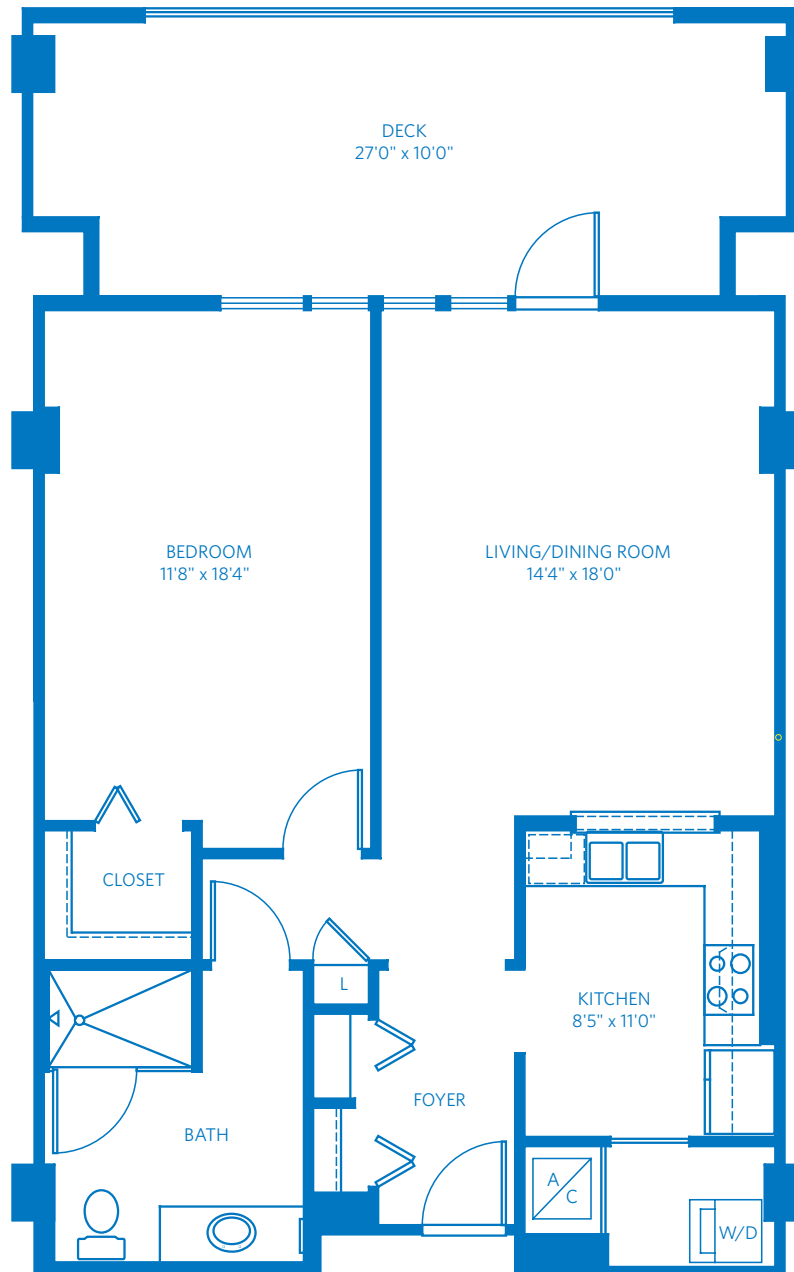 DECK
27'0" x 10'0"
BEDROOM
11'8" x 18'4"
LIVING/DINING ROOM
14'4" x 18'0"
CLOSET
L
KITCHEN
8'5" x 11'0"
FOYER
BATH
A
C
W/D